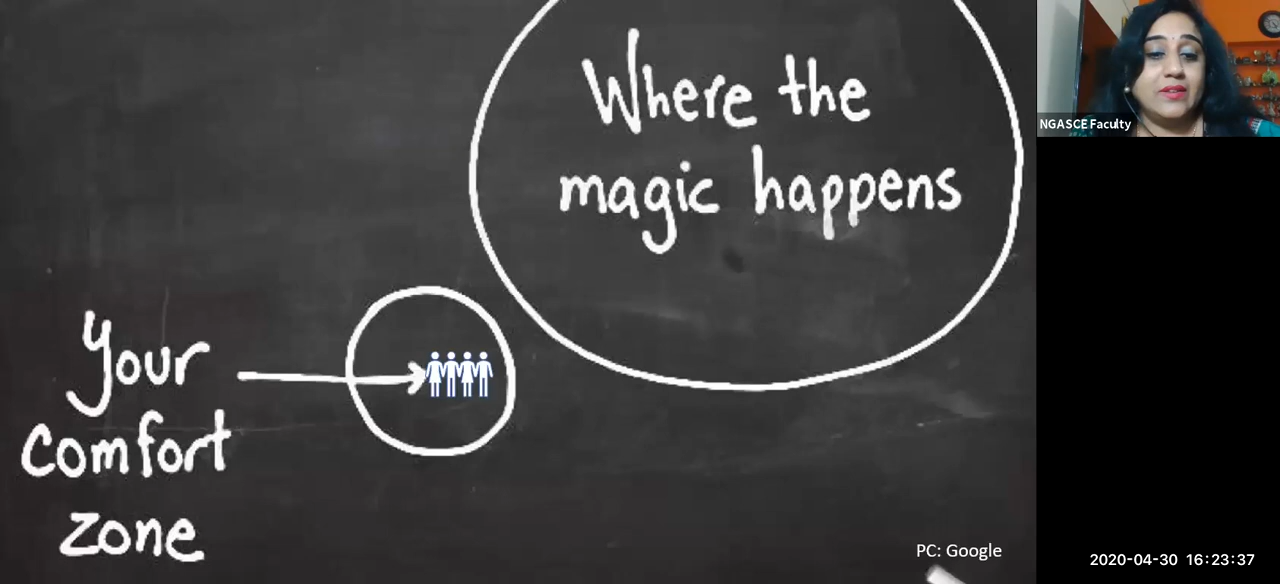 Where the
magic happens
your
comfort
zone
PC: Google
NGASCE Faculty
2020-04-30 16:23:37